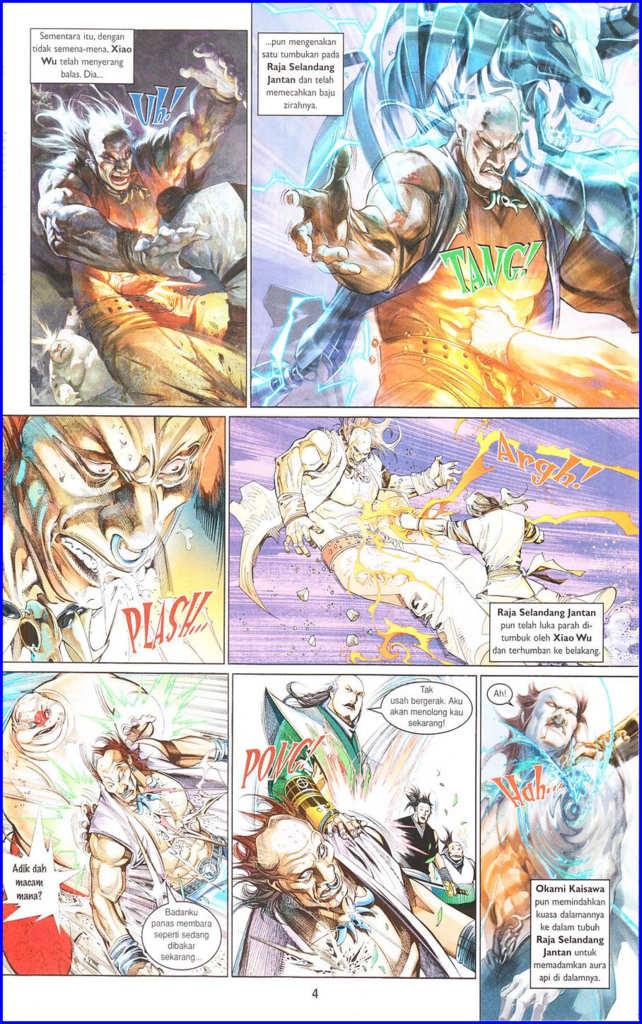 Sementara itu, dengan
tidak semena-mena, Xiao
Wu telah menyerang
balas. Dia...
Uh!
...pun mengenakan
satu tumbukan pada
Raja Selandang
Jantan dan telah
memecahkan baju
zirahnya.
TANG!
PLASH...
Argh!
Raja Selandang Jantan
pun telah luka parah di-
tumbuk oleh Xiao Wu
dan terhumban ke belakang.
Adik dah
macam
mana?
Badanku
panas membara
seperti sedang
dibakar
sekarang...
Tak
usah bergerak. Aku
akan menolong kau
sekarang!
PONG!
Ah!
Hah...
Okami Kaisawa
pun memindahkan
kuasa dalamannya
ke dalam tubuh
Raja Selandang
Jantan untuk
memadamkan aura
api di dalamnya.
4